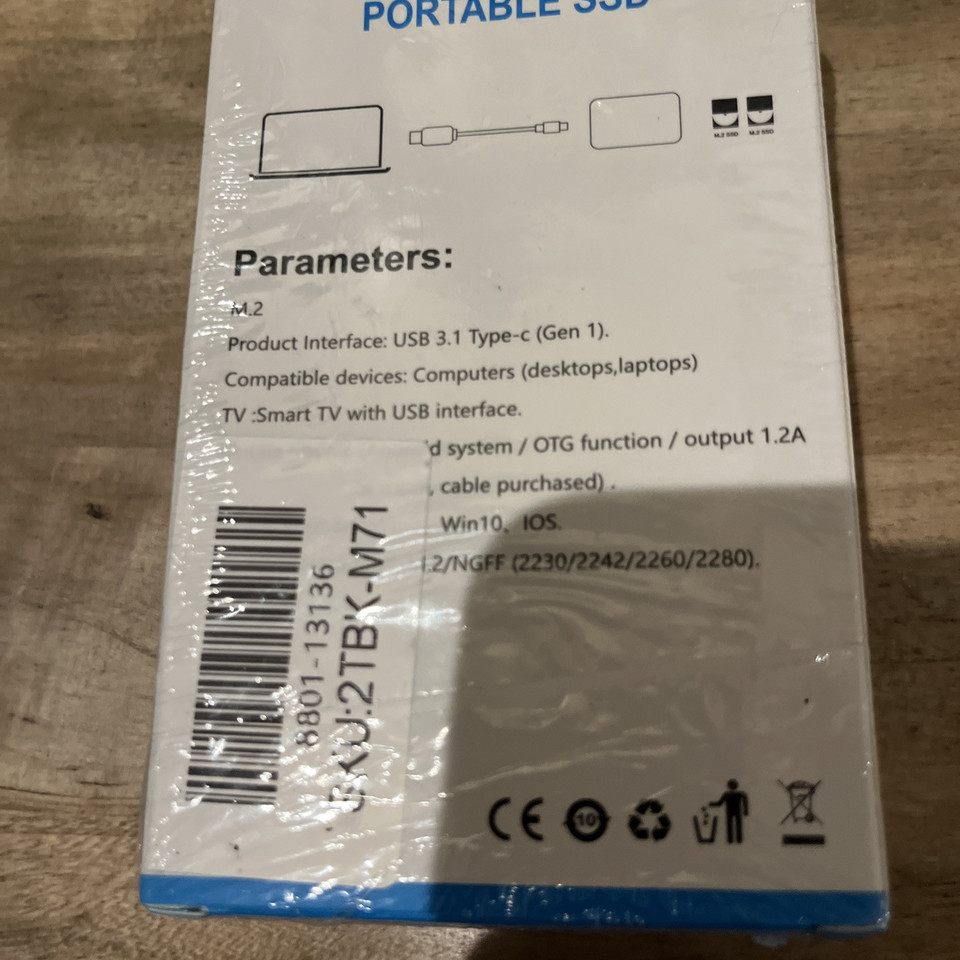 PORTABLE SSD
M.2 SSD M.2 SSD
Parameters:
M.2
Product Interface: USB 3.1 Type-c (Gen 1).
Compatible devices: Computers (desktops,laptops)
TV :Smart TV with USB interface.
d system / OTG function / output 1.2A
, cable purchased) .
Win10、IOS.
.2/NGFF (2230/2242/2260/2280).
8801-13136
SKU:2TBK-M71
CE
10